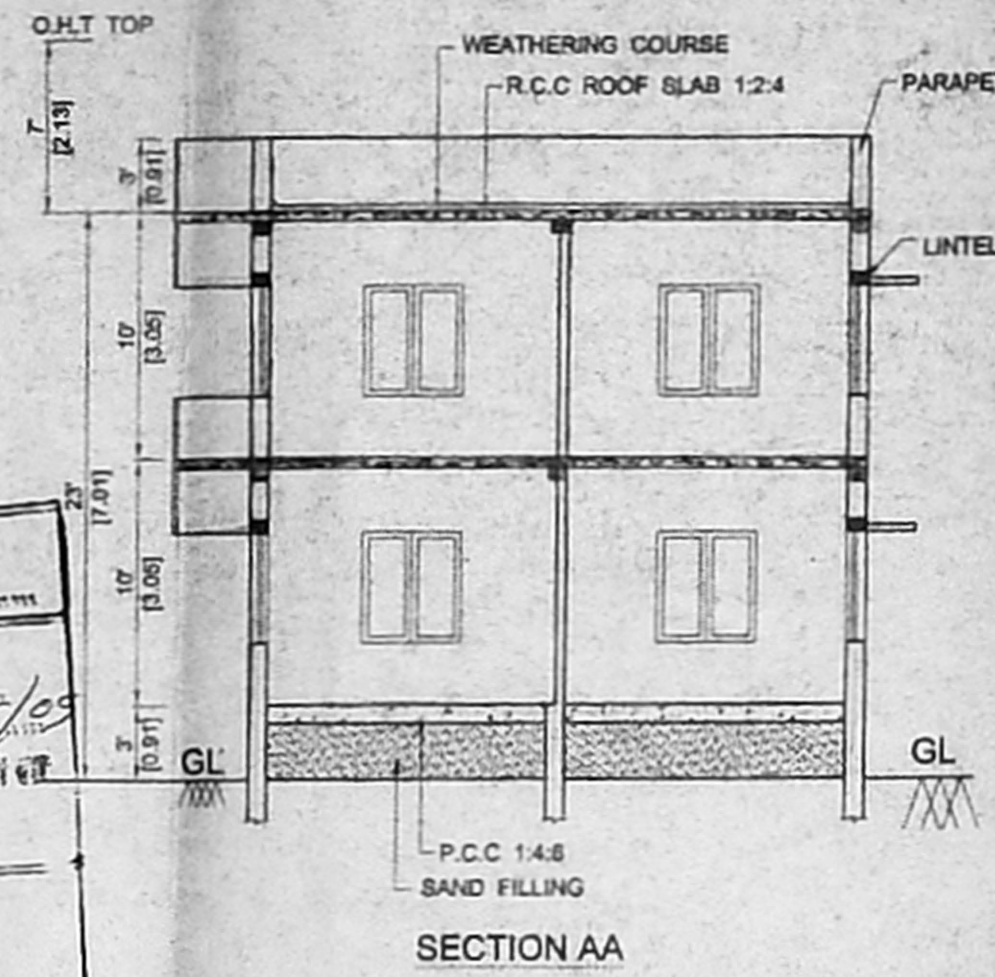 O.H.T TOP
WEATHERING COURSE
R.C.C ROOF SLAB 1:2:4
PARAPE
7'
[2.13]
3'
[0.91]
LINTEL
10'
[3.05]
23'
[7.01]
10'
[3.05]
3'
[0.91]
GL
GL
P.C.C 1:4:8
SAND FILLING
SECTION AA